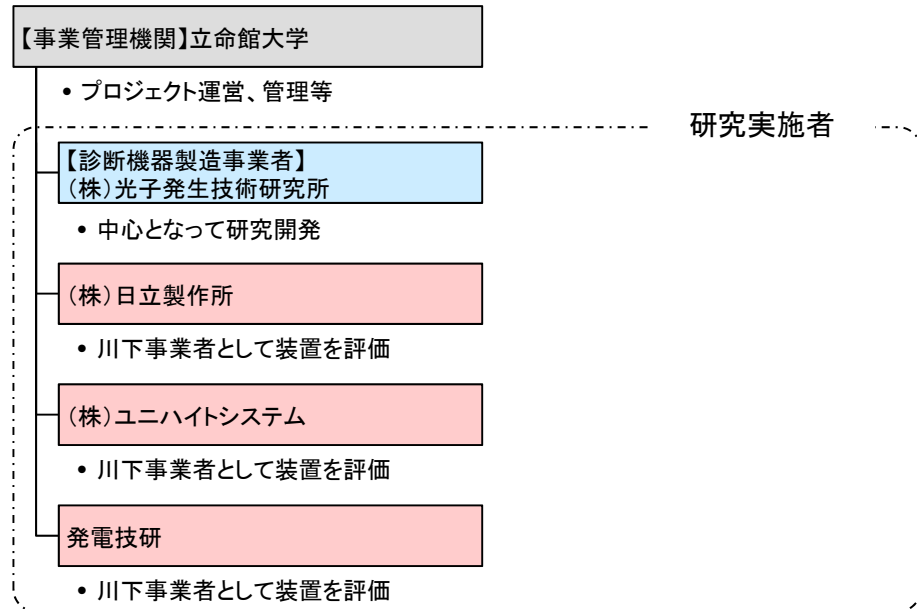 【事業管理機関】立命館大学
• プロジェクト運営、管理等
研究実施者
【診断機器製造事業者】
（株）光子発生技術研究所
• 中心となって研究開発
（株）日立製作所
• 川下事業者として装置を評価
（株）ユニハイトシステム
• 川下事業者として装置を評価
発電技研
• 川下事業者として装置を評価